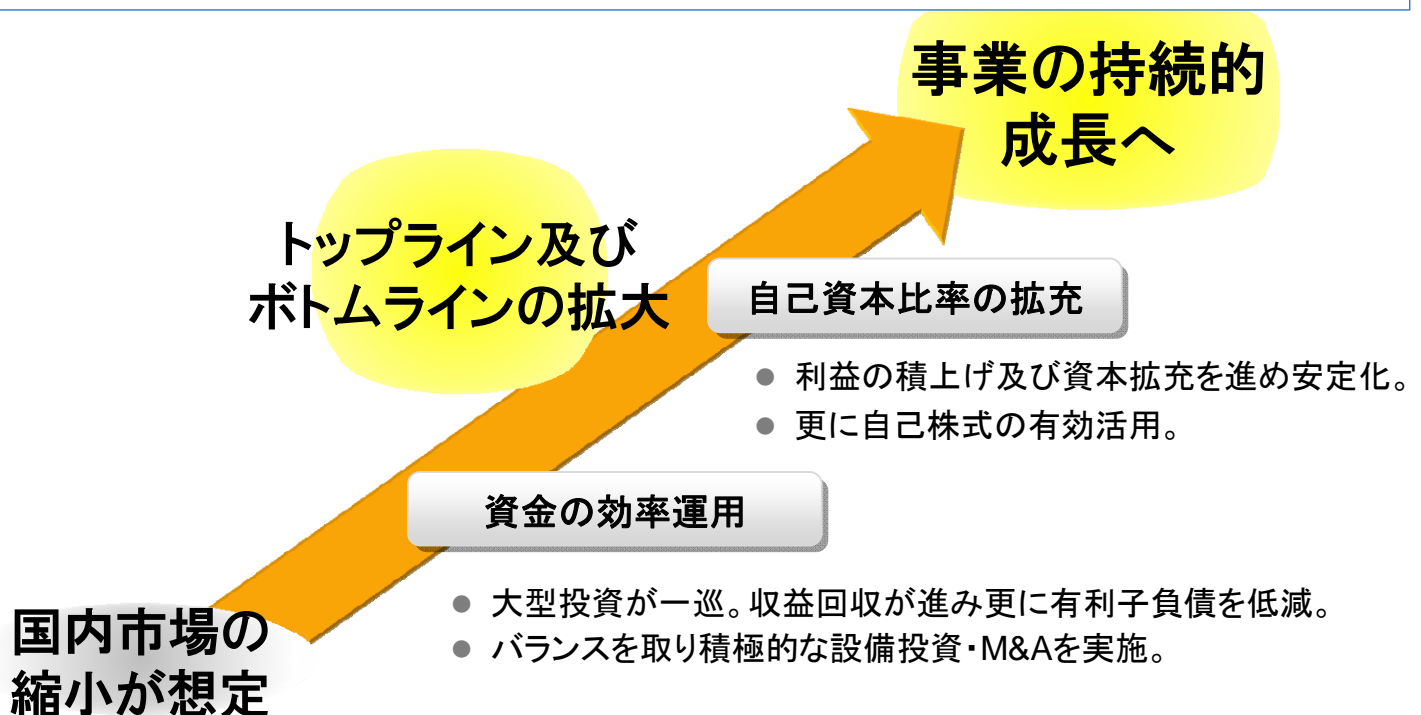 事業の持続的
成長へ
トップライン及び
ボトムラインの拡大
自己資本比率の拡充
● 利益の積上げ及び資本拡充を進め安定化。
● 更に自己株式の有効活用。
資金の効率運用
● 大型投資が一巡。収益回収が進み更に有利子負債を低減。
● バランスを取り積極的な設備投資・M&Aを実施。
国内市場の
縮小が想定